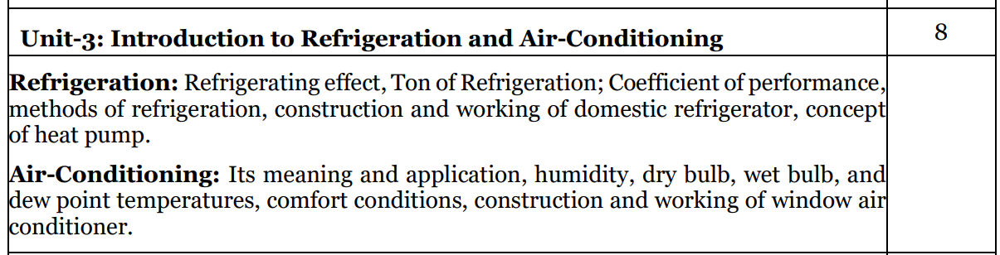 Unit-3: Introduction to Refrigeration and Air-Conditioning 8
Refrigeration: Refrigerating effect, Ton of Refrigeration; Coefficient of performance,
methods of refrigeration, construction and working of domestic refrigerator, concept
of heat pump.
Air-Conditioning: Its meaning and application, humidity, dry bulb, wet bulb, and
dew point temperatures, comfort conditions, construction and working of window air
conditioner.